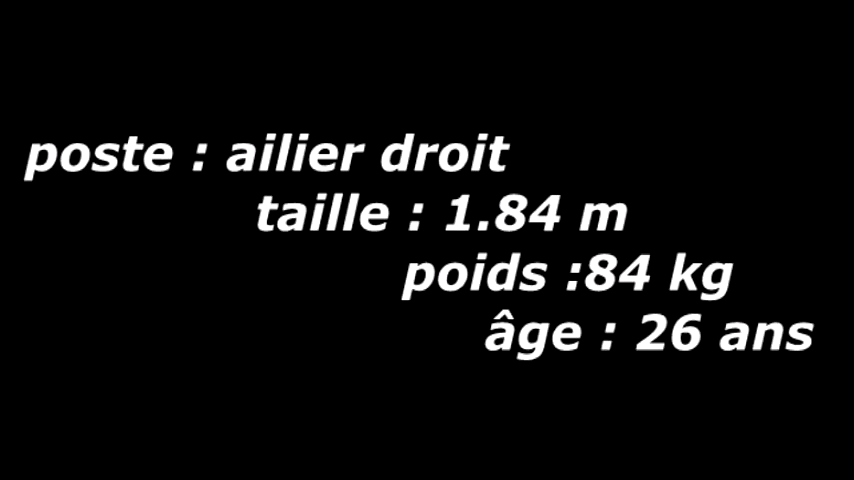 poste : ailier droit
taille : 1.84 m
poids :84 kg
âge : 26 ans